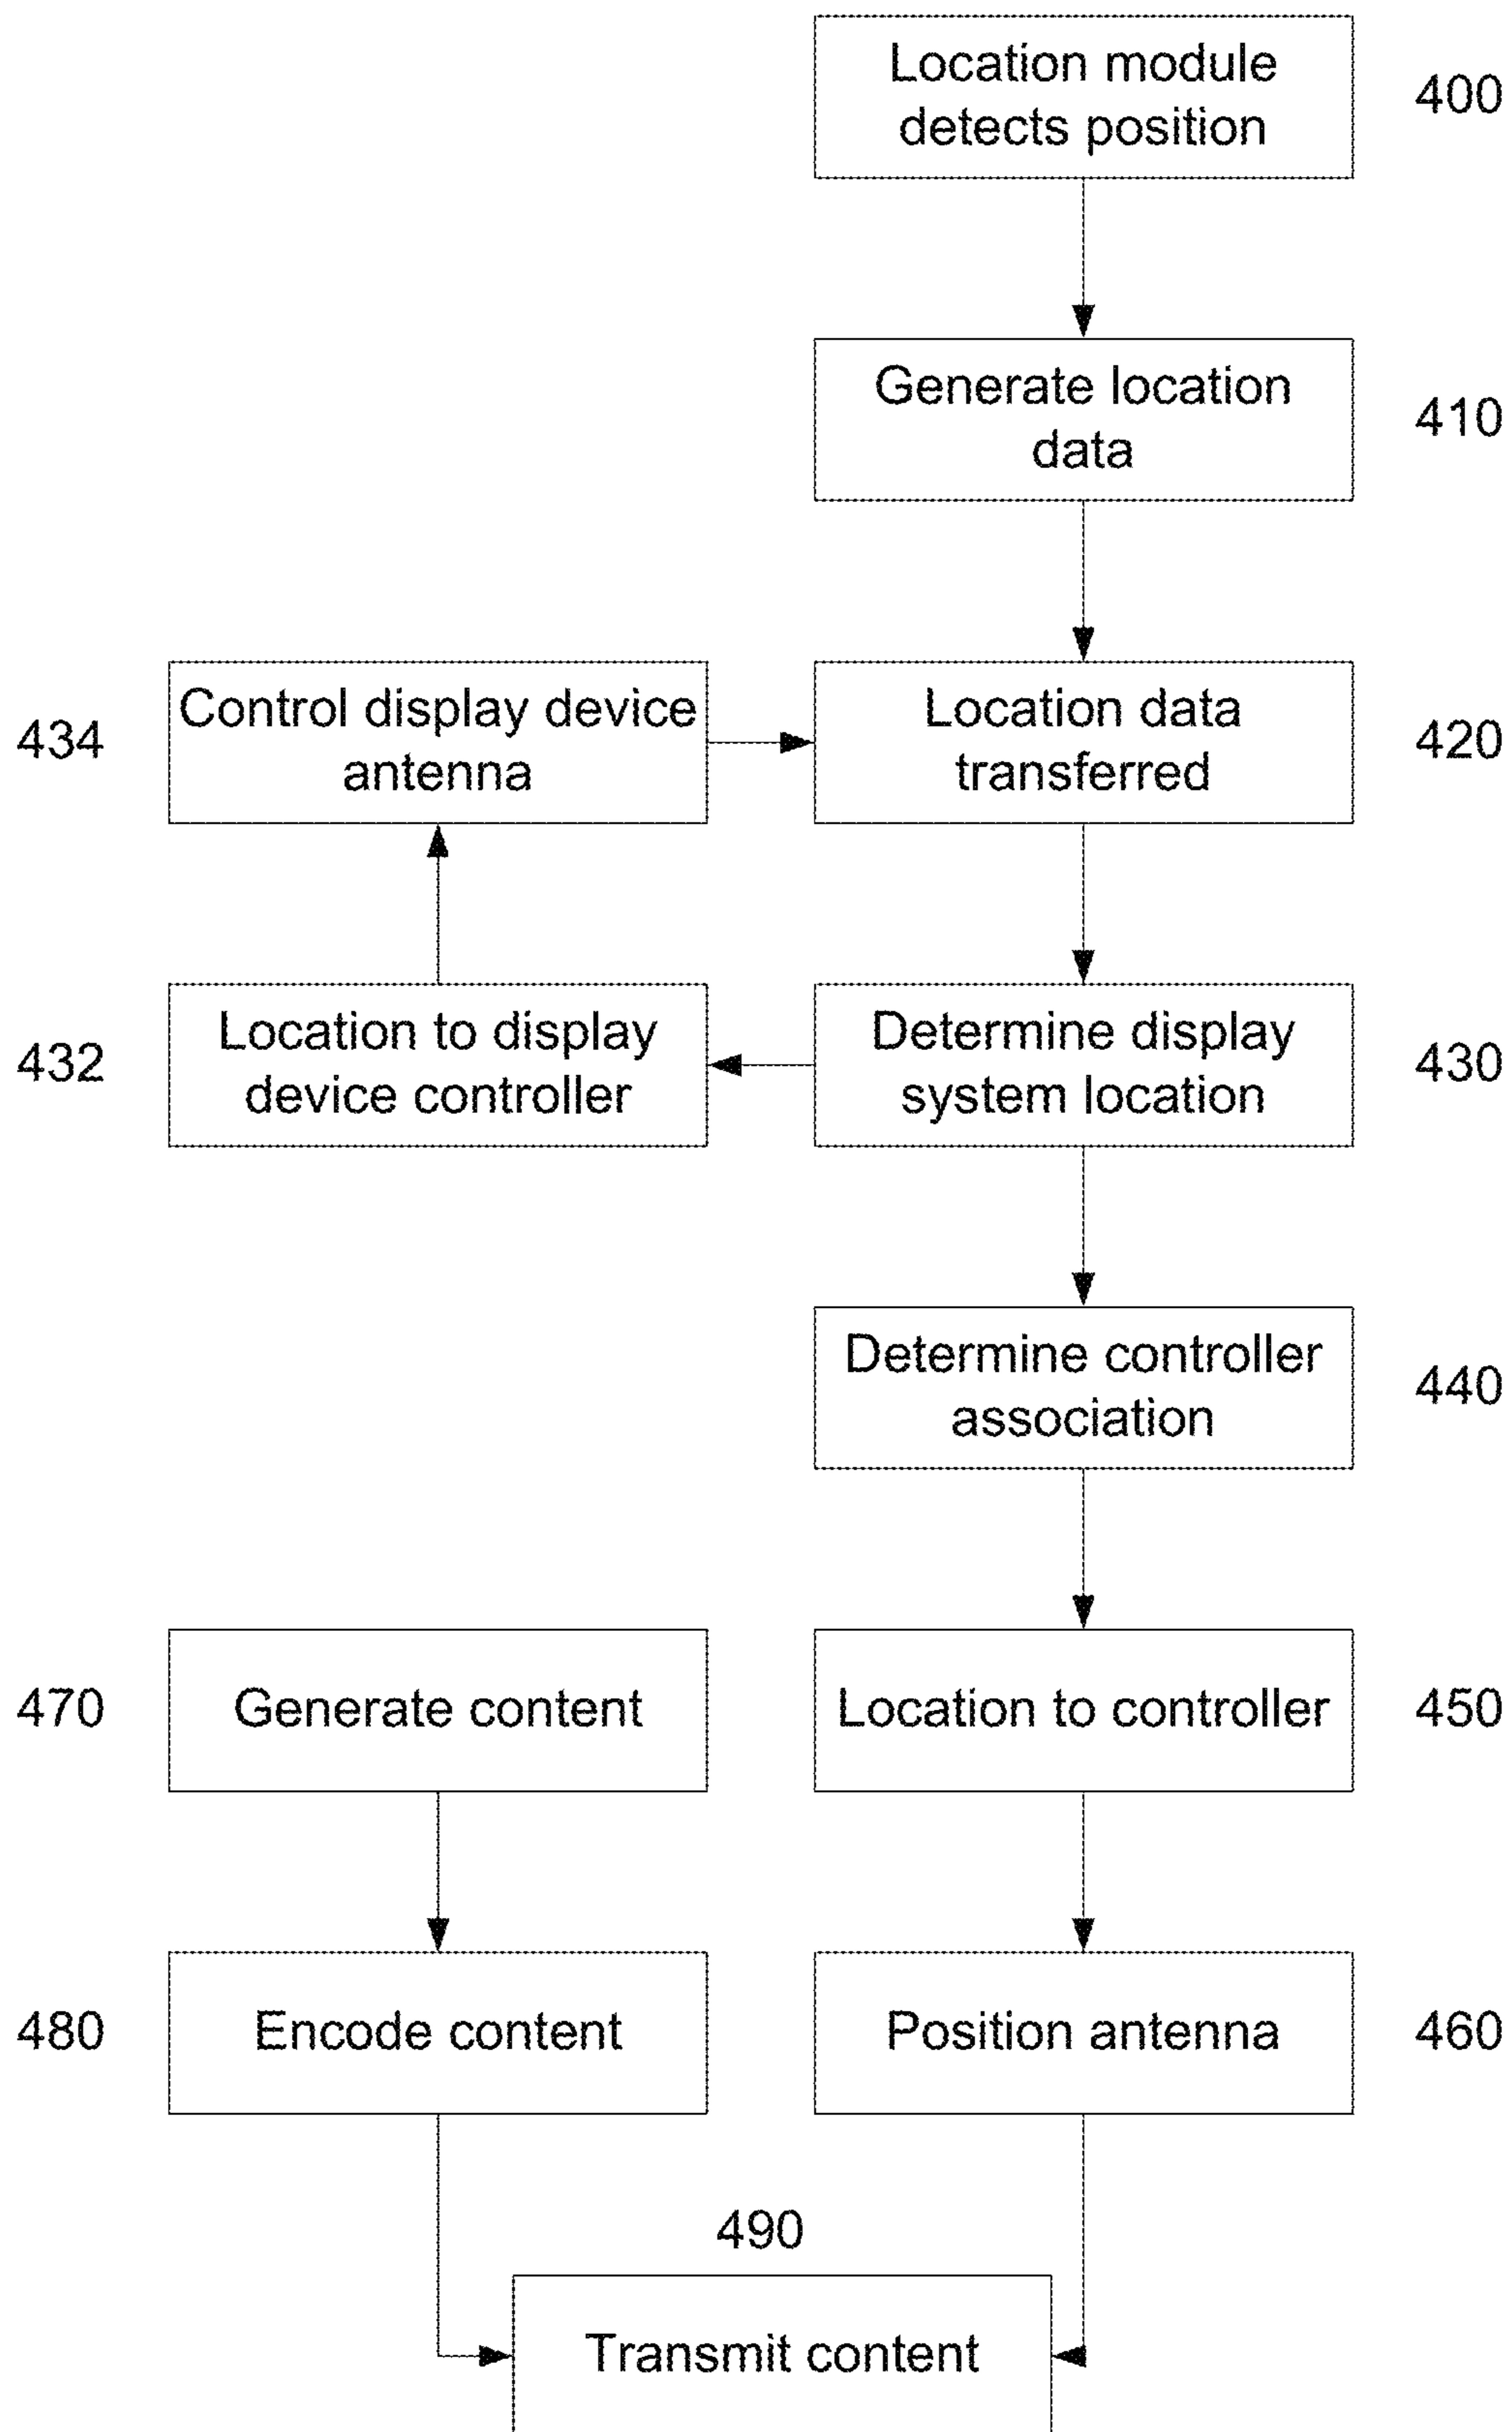 Location module
detects position
400
Generate location
data
410
434
Control display device
antenna
Location data
transferred
420
432
Location to display
device controller
Determine display
system location
430
Determine controller
association
440
470
Generate content
Location to controller
450
480
Encode content
Position antenna
460
490
Transmit content